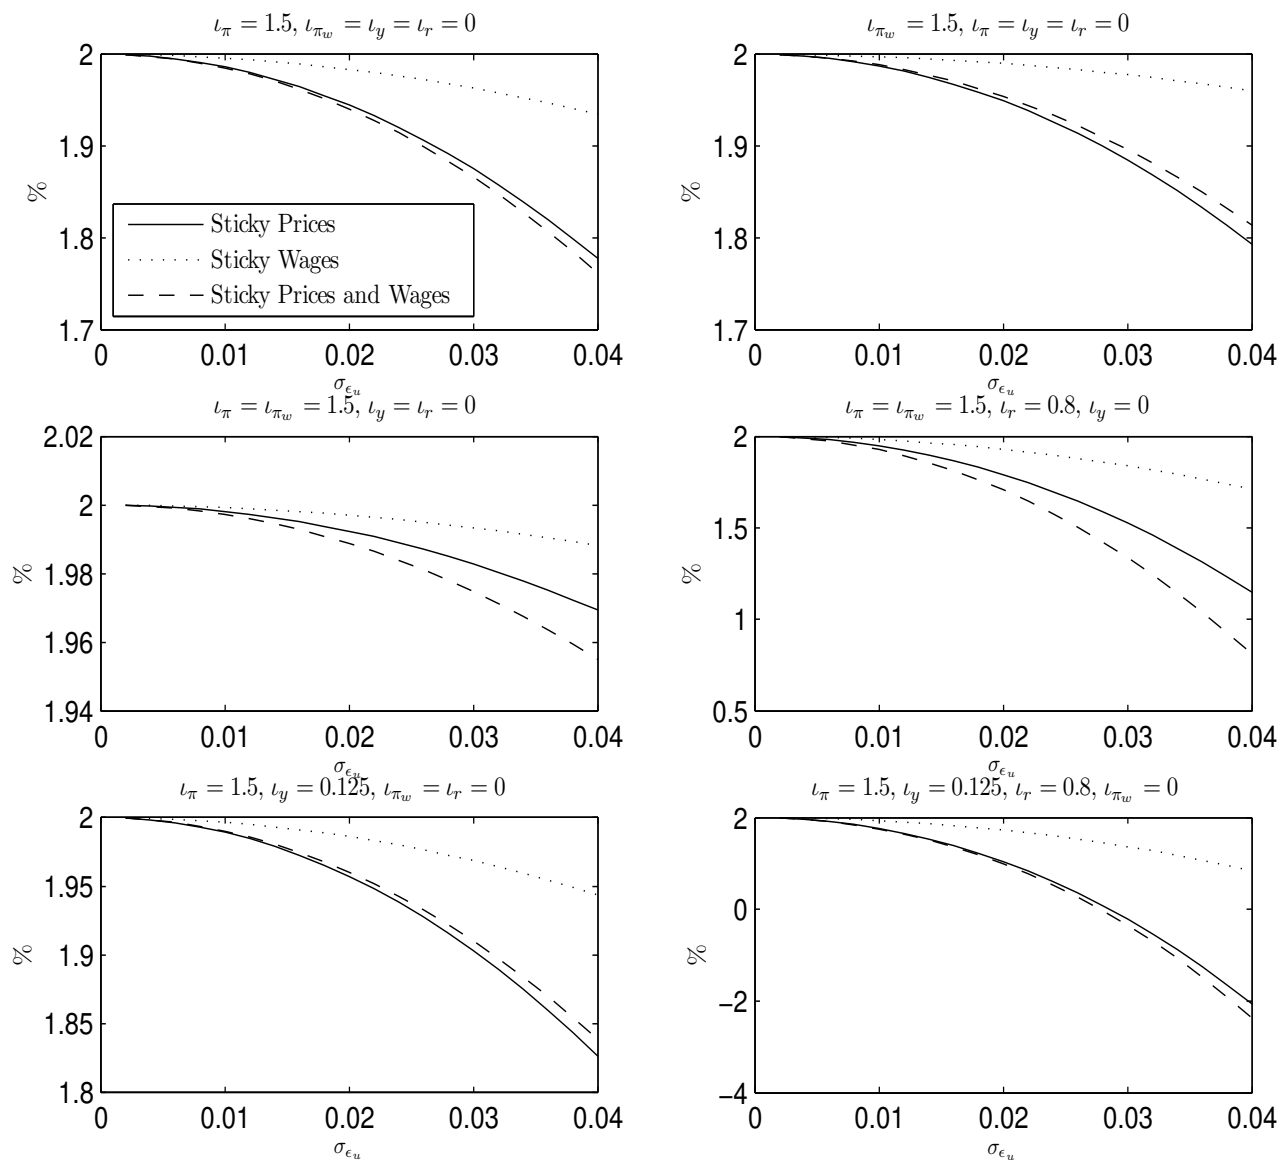 ι_π = 1.5, ι_{π_w} = ι_y = ι_r = 0
2
1.9
1.8
1.7
%
Sticky Prices
Sticky Wages
Sticky Prices and Wages
0 0.01 0.02 0.03 0.04
σ_{ϵ_u}
ι_{π_w} = 1.5, ι_π = ι_y = ι_r = 0
2
1.9
1.8
1.7
%
0 0.01 0.02 0.03 0.04
σ_{ϵ_u}
ι_π = ι_{π_w} = 1.5, ι_y = ι_r = 0
2.02
2
1.98
1.96
1.94
%
0 0.01 0.02 0.03 0.04
σ_{ϵ_u}
ι_π = ι_{π_w} = 1.5, ι_r = 0.8, ι_y = 0
2
1.5
1
0.5
%
0 0.01 0.02 0.03 0.04
σ_{ϵ_u}
ι_π = 1.5, ι_y = 0.125, ι_{π_w} = ι_r = 0
2
1.95
1.9
1.85
1.8
%
0 0.01 0.02 0.03 0.04
σ_{ϵ_u}
ι_π = 1.5, ι_y = 0.125, ι_r = 0.8, ι_{π_w} = 0
2
0
−2
−4
%
0 0.01 0.02 0.03 0.04
σ_{ϵ_u}